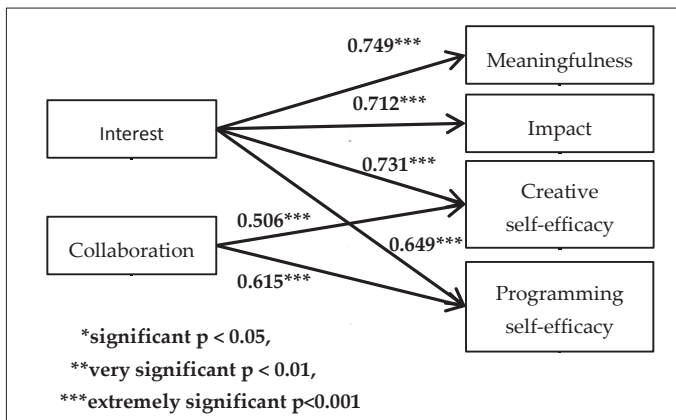 0.749***
Meaningfulness
0.712***
Interest
Impact
0.731***
Creative
self-efficacy
0.506***
Collaboration
0.649***
0.615***
Programming
self-efficacy
*significant p < 0.05,
**very significant p < 0.01,
***extremely significant p<0.001